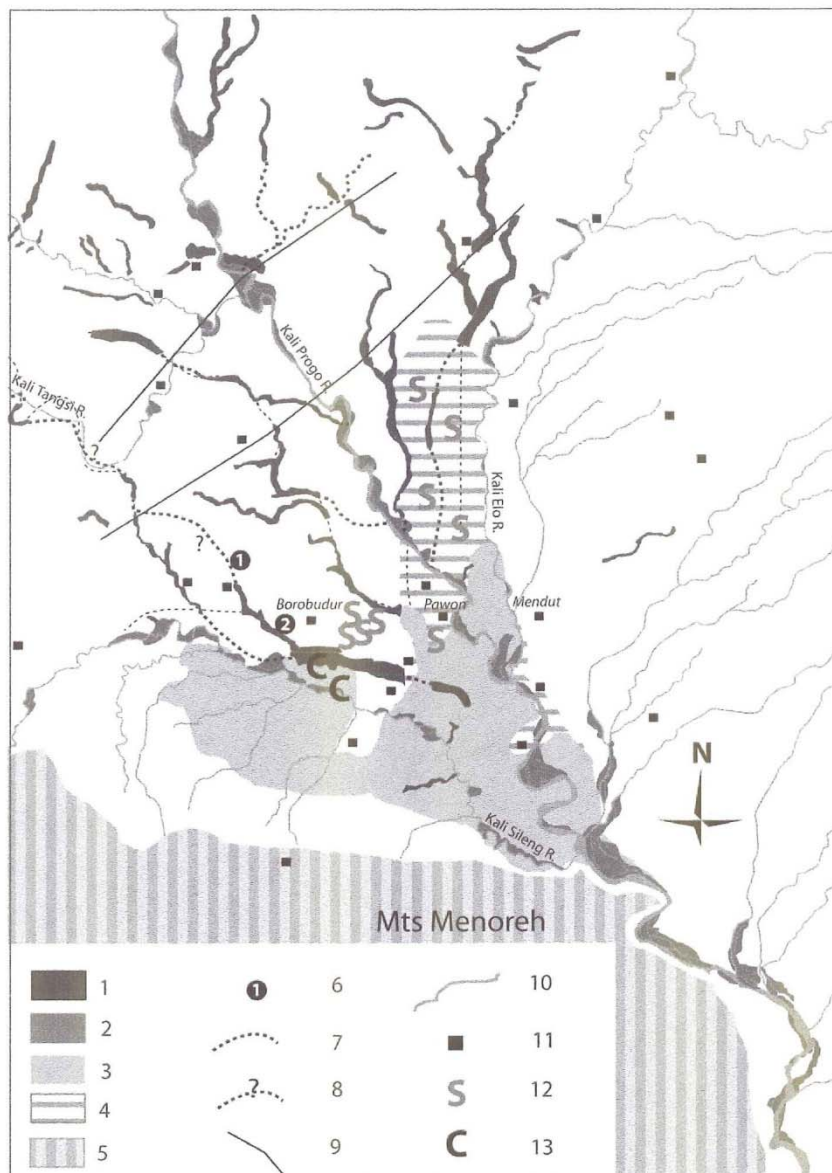 Kali Progo R.
Kali Tangsi R.
?
S
S
Kali Elo R.
S
S
?
1
Borobudur
Pawon
Mendut
2
S
S
S
S
S
C
C
N
Kali Sileng R.
Mts Menoreh
1
2
3
4
5
1 6
7
? 8
9
10
11
S 12
C 13